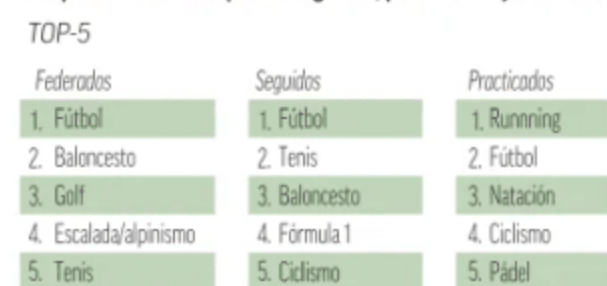 TOP-5
Federados
1. Fútbol
2. Baloncesto
3. Golf
4. Escalada/alpinismo
5. Tenis
Seguidos
1. Fútbol
2. Tenis
3. Baloncesto
4. Fórmula 1
5. Ciclismo
Practicados
1. Runnning
2. Fútbol
3. Natación
4. Ciclismo
5. Pádel